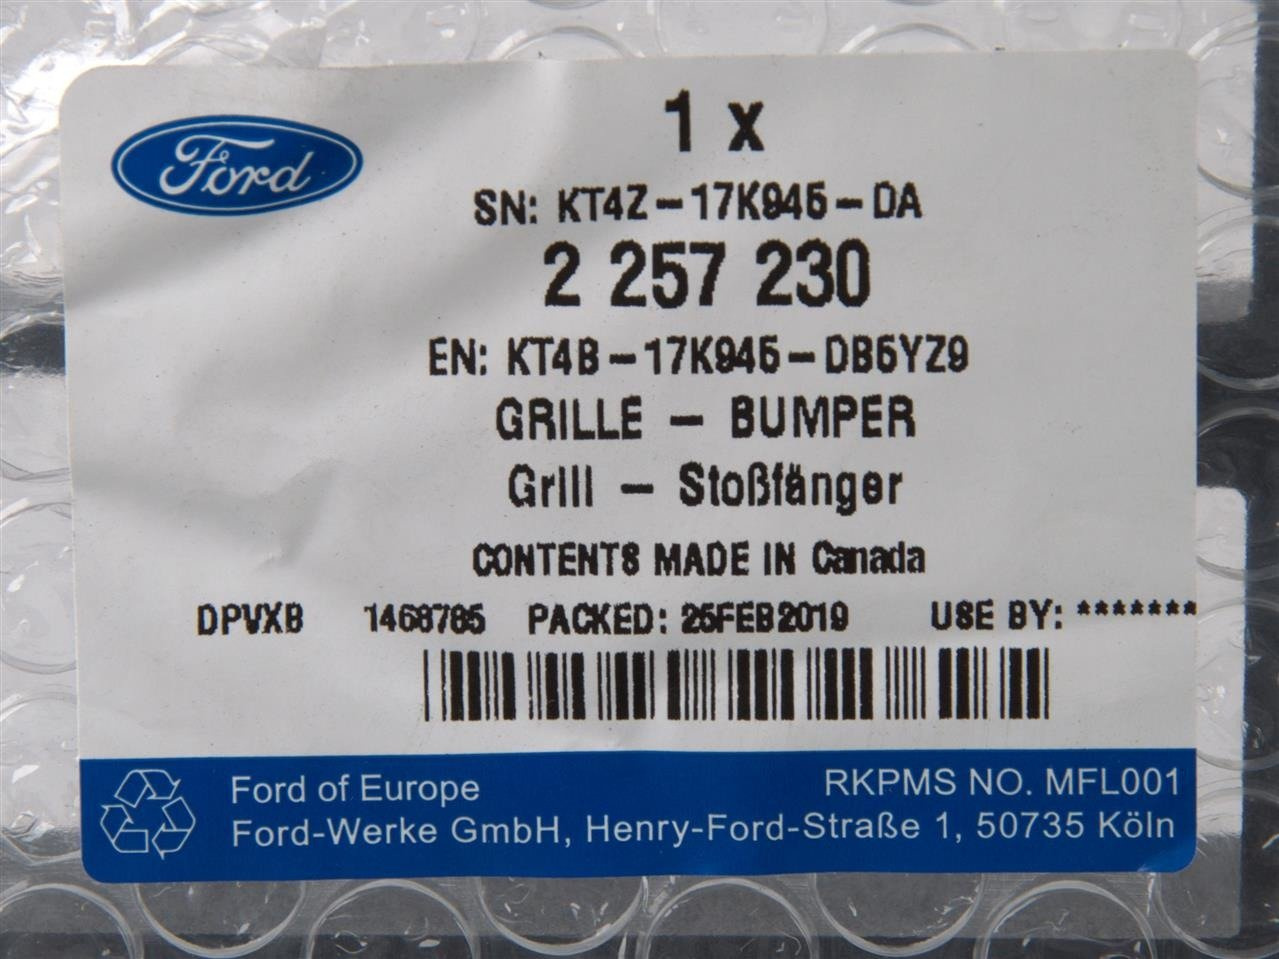 Ford
1 x
SN: KT4Z-17K945-DA
2 257 230
EN: KT4B-17K945-DB5YZ9
GRILLE - BUMPER
Grill - Stoßfänger
CONTENTS MADE IN Canada
DPVXB 1468785 PACKED: 25FEB2019 USE BY: *******
Ford of Europe RKPMS NO. MFL001
Ford-Werke GmbH, Henry-Ford-Straße 1, 50735 Köln